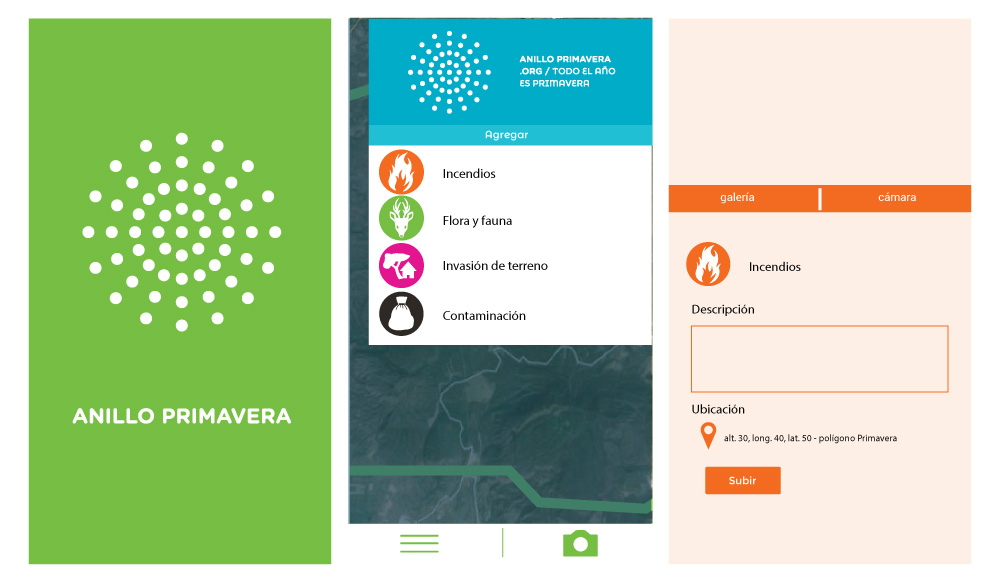 ANILLO PRIMAVERA
ANILLO PRIMAVERA
.ORG / TODO EL AÑO
ES PRIMAVERA
Agregar
Incendios
Flora y fauna
Invasión de terreno
Contaminación
galería
cámara
Incendios
Descripción
Ubicación
alt. 30, long. 40, lat. 50 - polígono Primavera
Subir